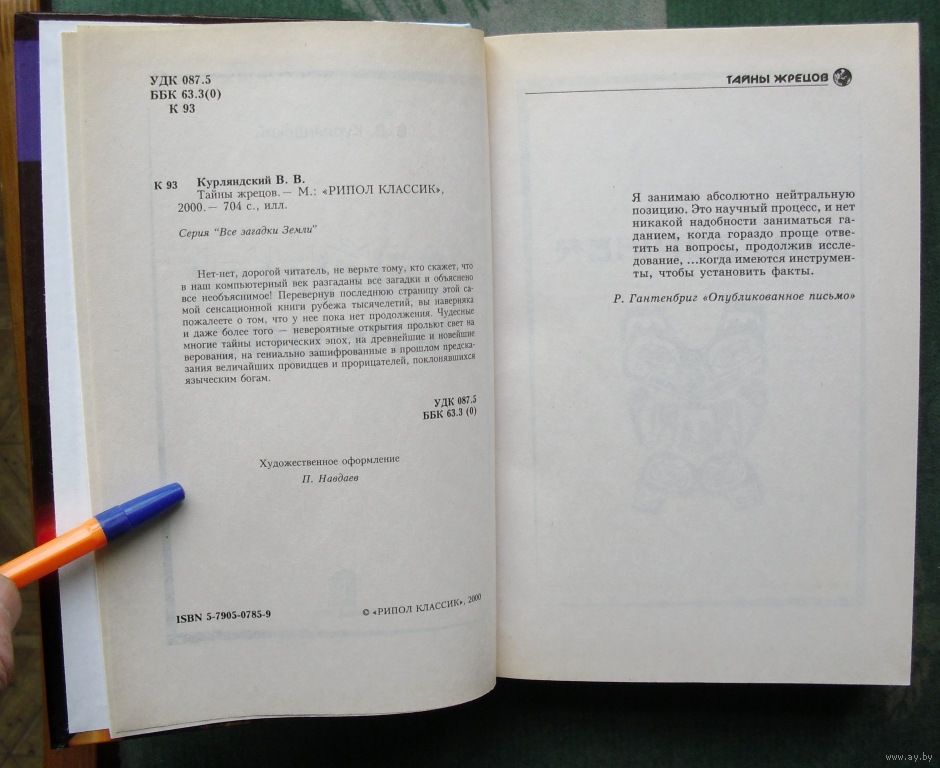 УДК 087.5
ББК 63.3(0)
К 93
К 93 Курляндский В. В.
Тайны жрецов. — М.: «РИПОЛ КЛАССИК»,
2000. — 704 с., илл.
Серия "Все загадки Земли"
Нет-нет, дорогой читатель, не верьте тому, кто скажет, что
в наш компьютерный век разгаданы все загадки и объяснено
все необъяснимое! Перевернув последнюю страницу этой са-
мой сенсационной книги рубежа тысячелетий, вы наверняка
пожалеете о том, что у нее пока нет продолжения. Чудесные
и даже более того — невероятные открытия прольют свет на
многие тайны исторических эпох, на древнейшие и новейшие
верования, на гениально зашифрованные в прошлом предска-
зания величайших провидцев и прорицателей, поклонявшихся
языческим богам.
УДК 087.5
ББК 63.3 (0)
Художественное оформление
П. Навдаев
ISBN 5-7905-0785-9
© «РИПОЛ КЛАССИК», 2000
ТАЙНЫ ЖРЕЦОВ
Я занимаю абсолютно нейтральную
позицию. Это научный процесс, и нет
никакой надобности заниматься га-
данием, когда гораздо проще отве-
тить на вопросы, продолжив иссле-
дование, ...когда имеются инструмен-
ты, чтобы установить факты.
Р. Гантенбриг «Опубликованное письмо»
www.ay.by